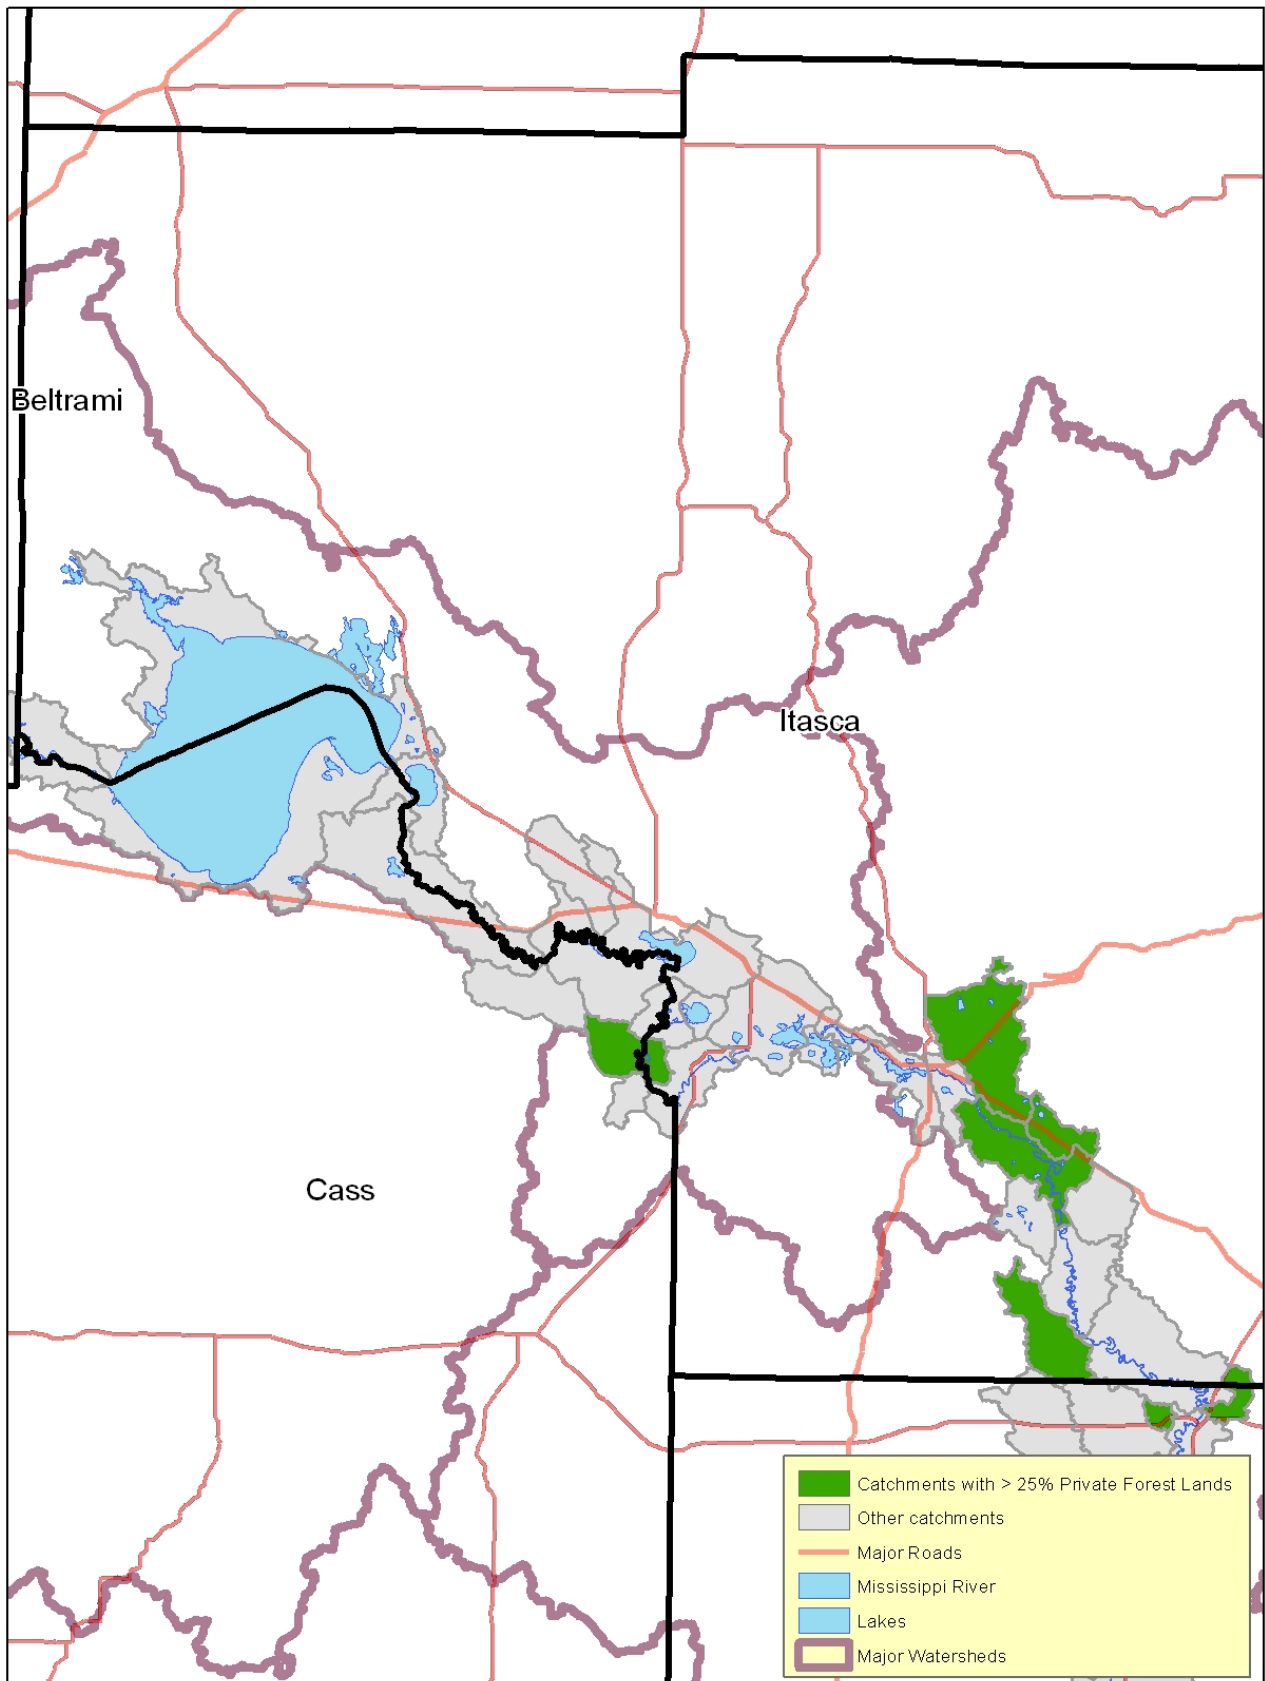 Beltrami
Itasca
Cass
Catchments with > 25% Private Forest Lands
Other catchments
Major Roads
Mississippi River
Lakes
Major Watersheds